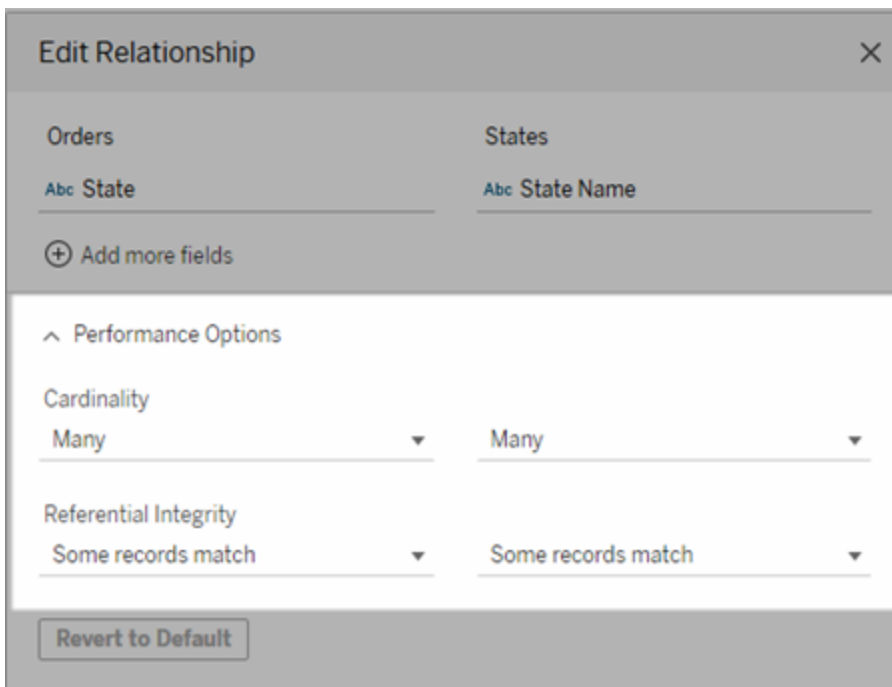 Edit Relationship
Orders States
Abc State Abc State Name
Add more fields
Performance Options
Cardinality
Many Many
Referential Integrity
Some records match Some records match
Revert to Default